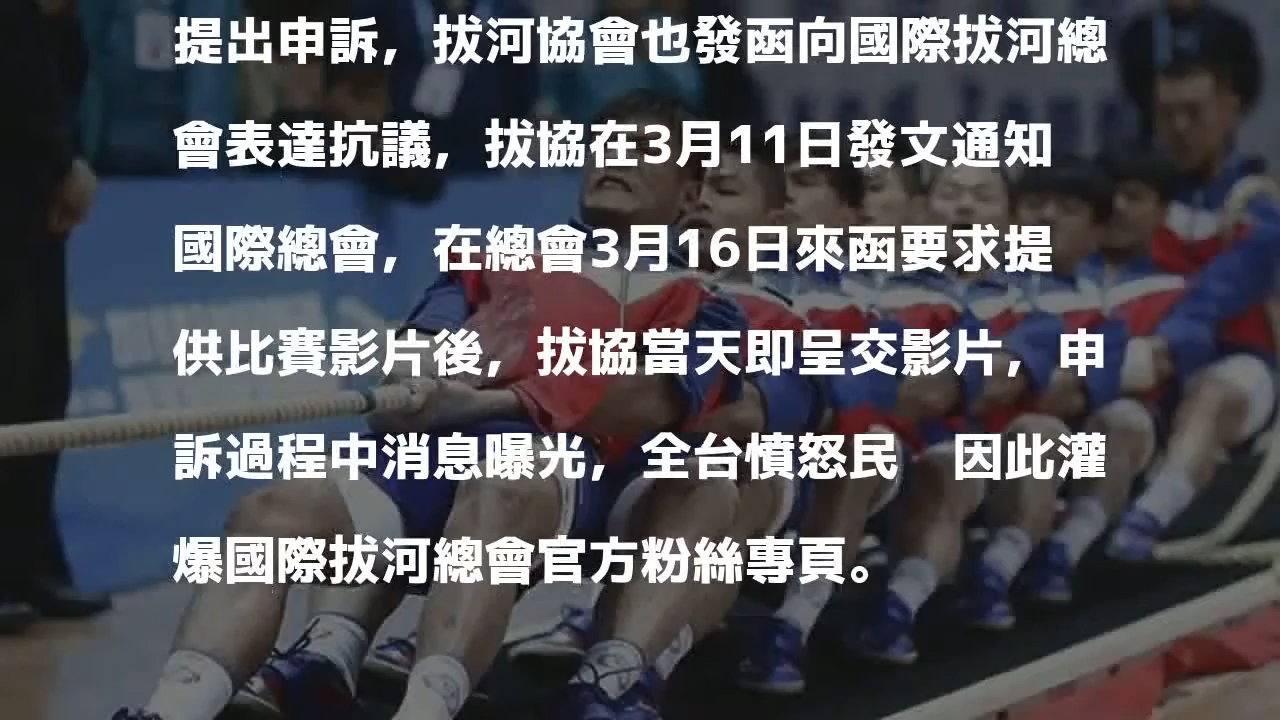 提出申訴，拔河協會也發函向國際拔河總
會表達抗議，拔協在3月11日發文通知
國際總會，在總會3月16日來函要求提
供比賽影片後，拔協當天即呈交影片，申
訴過程中消息曝光，全台憤怒民　因此灌
爆國際拔河總會官方粉絲專頁。